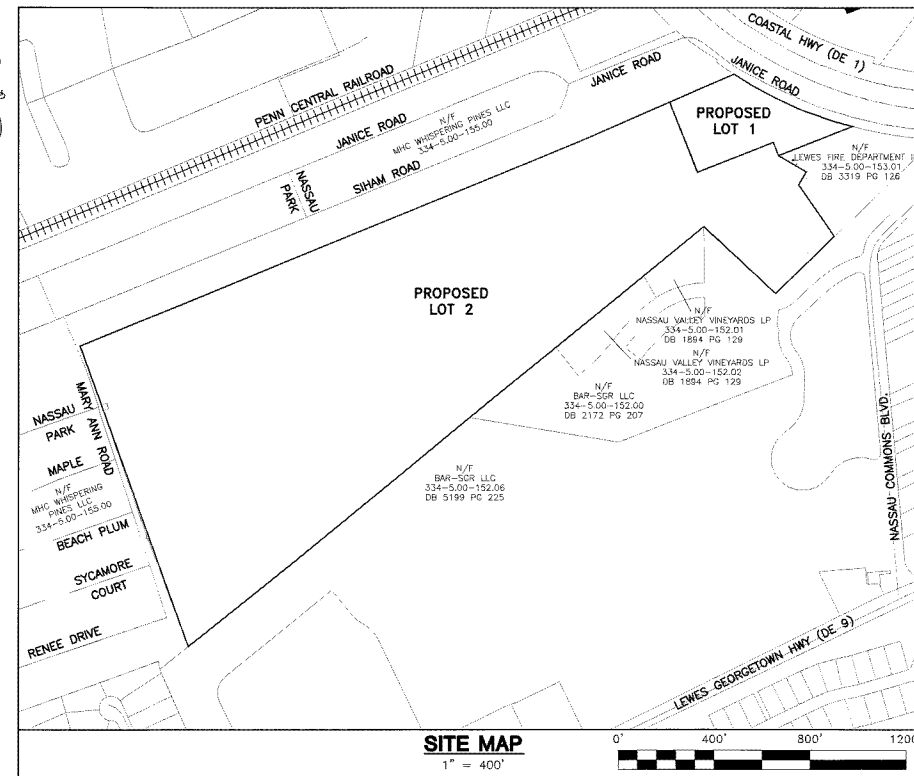 COASTAL HWY (DE 1)
JANICE ROAD
PENN CENTRAL RAILROAD
JANICE ROAD
JANICE ROAD
N/F
MHC WHISPERING PINES LLC
334-5.00-155.00
SIHAM ROAD
NASSAU
PARK
PROPOSED
LOT 1
N/F
LEWES FIRE DEPARTMENT
334-5.00-153.01
DB 3319 PG 126
PROPOSED
LOT 2
N/F
NASSAU VALLEY VINEYARDS LP
334-5.00-152.01
DB 1894 PG 129
N/F
NASSAU VALLEY VINEYARDS LP
334-5.00-152.02
DB 1894 PG 129
N/F
BAR-SGR LLC
334-5.00-152.00
DB 2172 PG 207
N/F
BAR-SGR LLC
334-5.00-152.06
DB 5199 PG 225
NASSAU
PARK
MARY ANN ROAD
MAPLE
N/F
MHC WHISPERING
PINES LLC
334-5.00-155.00
BEACH PLUM
SYCAMORE
COURT
RENEE DRIVE
NASSAU COMMONS BLVD.
LEWES GEORGETOWN HWY (DE 9)
SITE MAP
1" = 400'
0' 400' 800' 1200